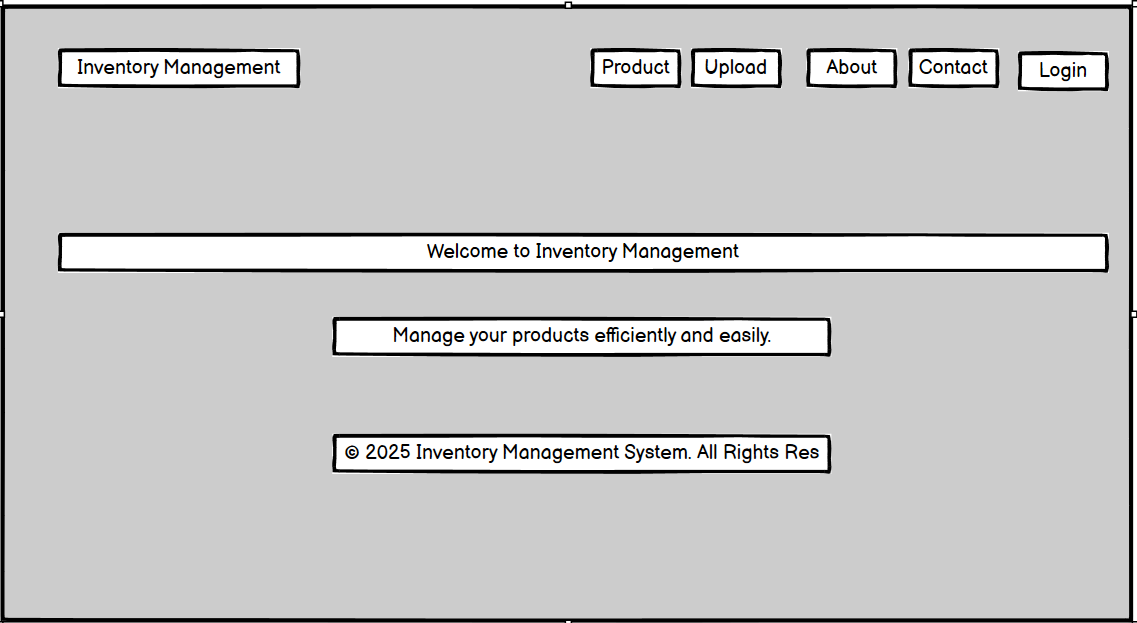 Inventory Management
Product
Upload
About
Contact
Login
Welcome to Inventory Management
Manage your products efficiently and easily.
© 2025 Inventory Management System. All Rights Res